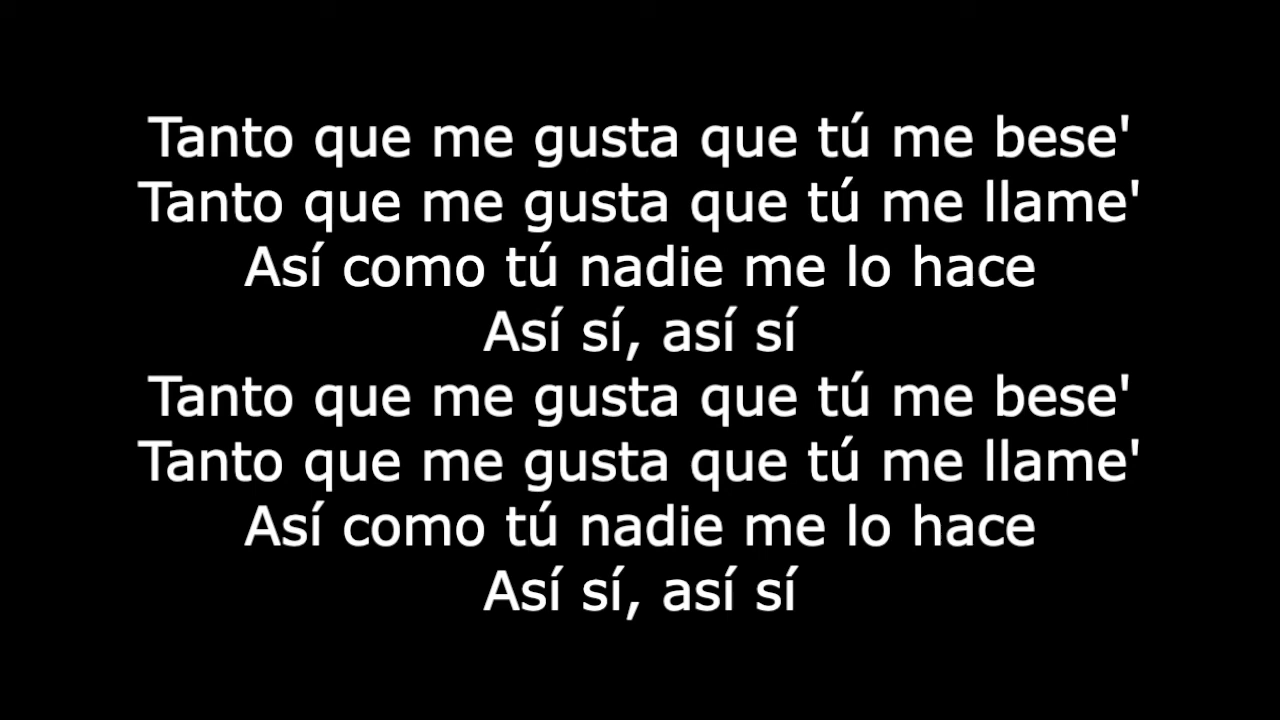 Tanto que me gusta que tú me bese'
Tanto que me gusta que tú me llame'
Así como tú nadie me lo hace
Así sí, así sí
Tanto que me gusta que tú me bese'
Tanto que me gusta que tú me llame'
Así como tú nadie me lo hace
Así sí, así sí